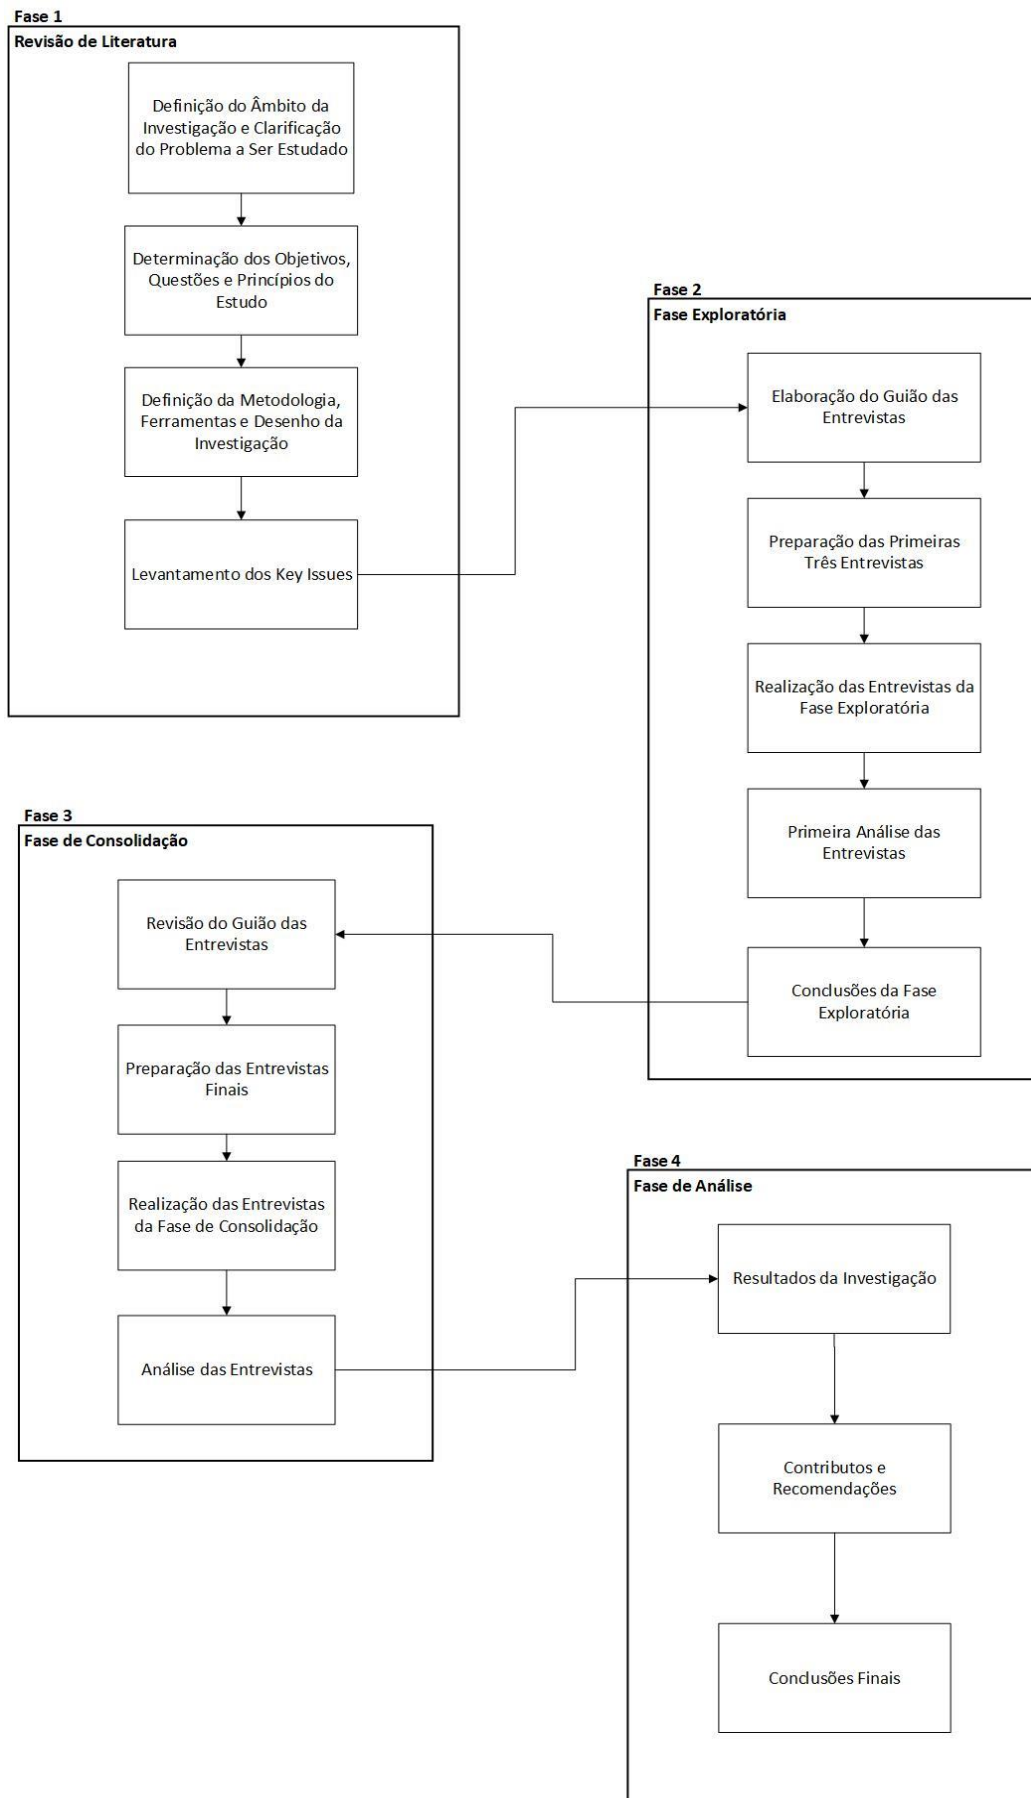 Fase 1
Revisão de Literatura
Definição do Âmbito da
Investigação e Clarificação
do Problema a Ser Estudado
Determinação dos Objetivos,
Questões e Princípios do
Estudo
Definição da Metodologia,
Ferramentas e Desenho da
Investigação
Levantamento dos Key Issues
Fase 2
Fase Exploratória
Elaboração do Guião das
Entrevistas
Preparação das Primeiras
Três Entrevistas
Realização das Entrevistas da
Fase Exploratória
Primeira Análise das
Entrevistas
Conclusões da Fase
Exploratória
Fase 3
Fase de Consolidação
Revisão do Guião das
Entrevistas
Preparação das Entrevistas
Finais
Realização das Entrevistas
da Fase de Consolidação
Análise das Entrevistas
Fase 4
Fase de Análise
Resultados da Investigação
Contributos e
Recomendações
Conclusões Finais